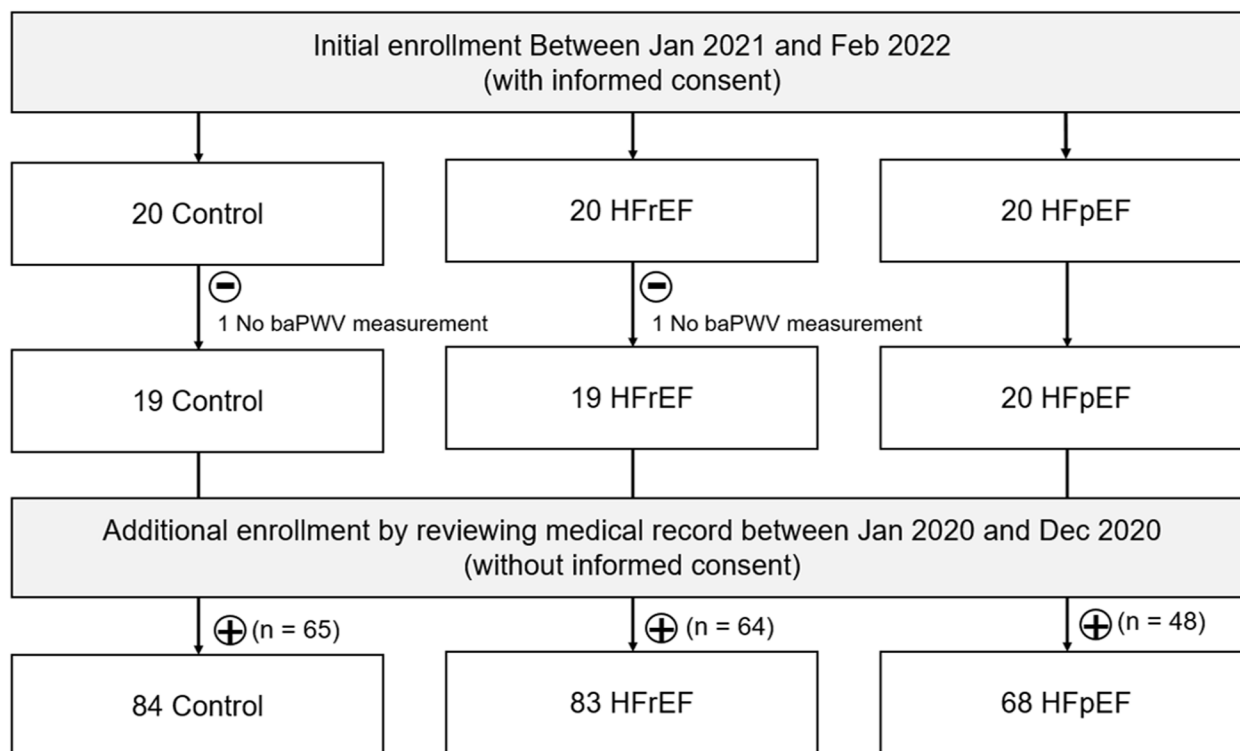 Initial enrollment Between Jan 2021 and Feb 2022
(with informed consent)
20 Control
20 HFrEF
20 HFpEF
1 No baPWV measurement
1 No baPWV measurement
19 Control
19 HFrEF
20 HFpEF
Additional enrollment by reviewing medical record between Jan 2020 and Dec 2020
(without informed consent)
(n = 65)
(n = 64)
(n = 48)
84 Control
83 HFrEF
68 HFpEF